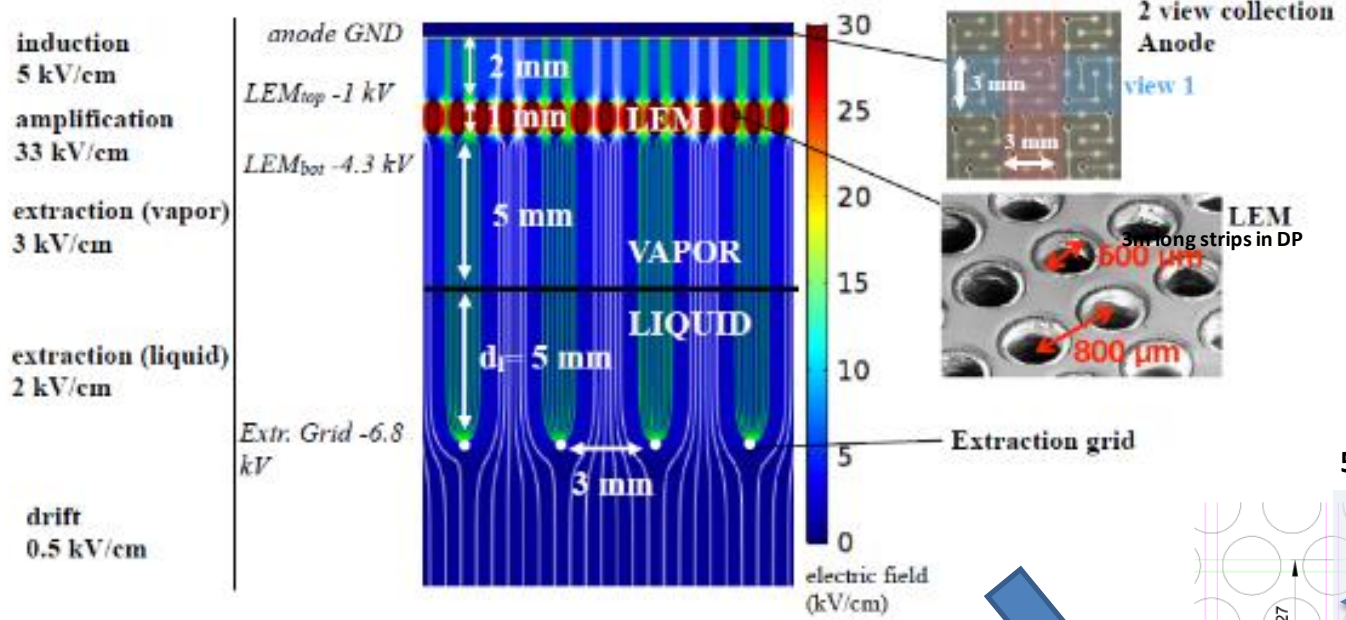 induction
5 kV/cm
amplification
33 kV/cm
extraction (vapor)
3 kV/cm
extraction (liquid)
2 kV/cm
drift
0.5 kV/cm
anode GND
LEMtop -1 kV
LEMbot -4.3 kV
Extr. Grid -6.8
kV
2 mm
1 mm LEM
5 mm
VAPOR
LIQUID
dl= 5 mm
3 mm
30
25
20
15
10
5
0
electric field
(kV/cm)
2 view collection
Anode
view 1
3 mm
3 mm
LEM
3m long strips in DP
600 µm
800 µm
Extraction grid
5
27